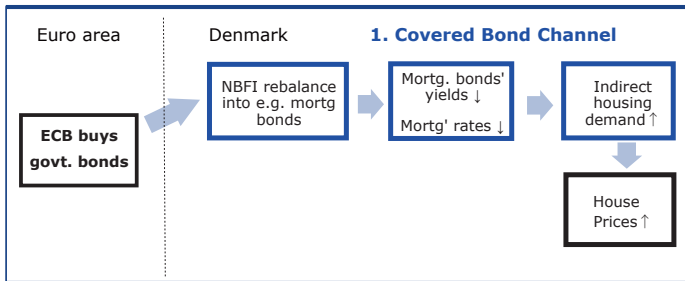 Euro area
Denmark
1. Covered Bond Channel
ECB buys
govt. bonds
NBFI rebalance
into e.g. mortg
bonds
Mortg. bonds'
yields ↓
Mortg' rates ↓
Indirect
housing
demand ↑
House
Prices ↑